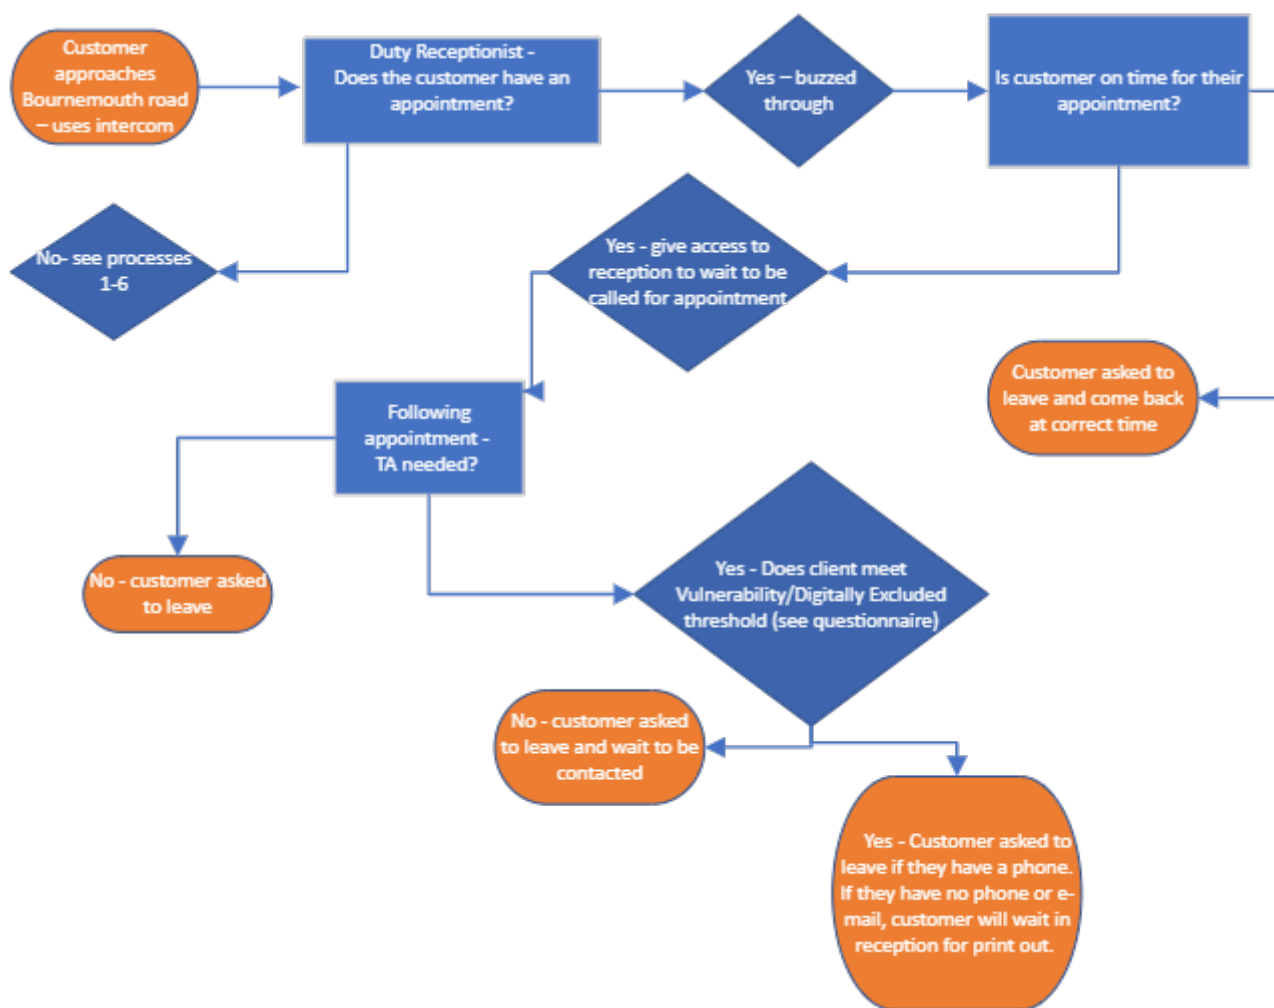 Customer
approaches
Bournemouth road
– uses intercom
Duty Receptionist -
Does the customer have an
appointment?
Yes – buzzed
through
Is customer on time for their
appointment?
No- see processes
1-6
Yes - give access to
reception to wait to be
called for appointment
Customer asked to
leave and come back
at correct time
Following
appointment -
TA needed?
No - customer asked
to leave
Yes - Does client meet
Vulnerability/Digitally Excluded
threshold (see questionnaire)
No - customer asked
to leave and wait to be
contacted
Yes - Customer asked to
leave if they have a phone.
If they have no phone or e-
mail, customer will wait in
reception for print out.